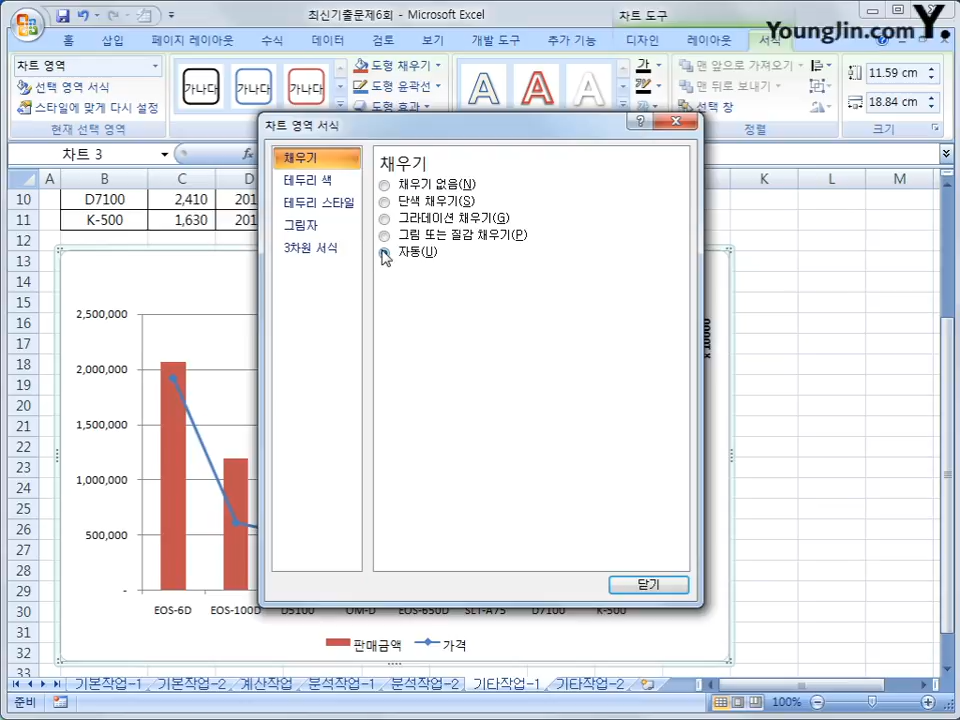 최신기출문제6회 - Microsoft Excel
차트 도구
Younglin.com Y.
홈 삽입 페이지 레이아웃 수식 데이터 검토 보기 개발 도구 추가 기능 디자인 레이아웃 서식
차트 영역
선택 영역 서식
스타일에 맞게 다시 설정
현재 선택 영역
가나다 가나다 가나다
도형 채우기
도형 윤곽선
도형 효과
A A A
가
맨 앞으로 가져오기
맨 뒤로 보내기
선택 창
정렬
11.59 cm
18.84 cm
크기
차트 3
fx
A B C D K L M
10 D7100 2,410 201
11 K-500 1,630 201
12
13
14
15
16
17
18
19
20
21
22
23
24
25
26
27
28
29
30
31
32
33
2,500,000
2,000,000
1,500,000
1,000,000
500,000
-
x 10000
EOS-6D EOS-100D D5100 OM-D EOS-650D SLT-A75 D7100 K-500
판매금액 가격
차트 영역 서식
채우기
테두리 색
테두리 스타일
그림자
3차원 서식
채우기
채우기 없음(N)
단색 채우기(S)
그라데이션 채우기(G)
그림 또는 질감 채우기(P)
자동(U)
닫기
기본작업-1 기본작업-2 계산작업 분석작업-1 분석작업-2 기타작업-1 기타작업-2
준비
100%